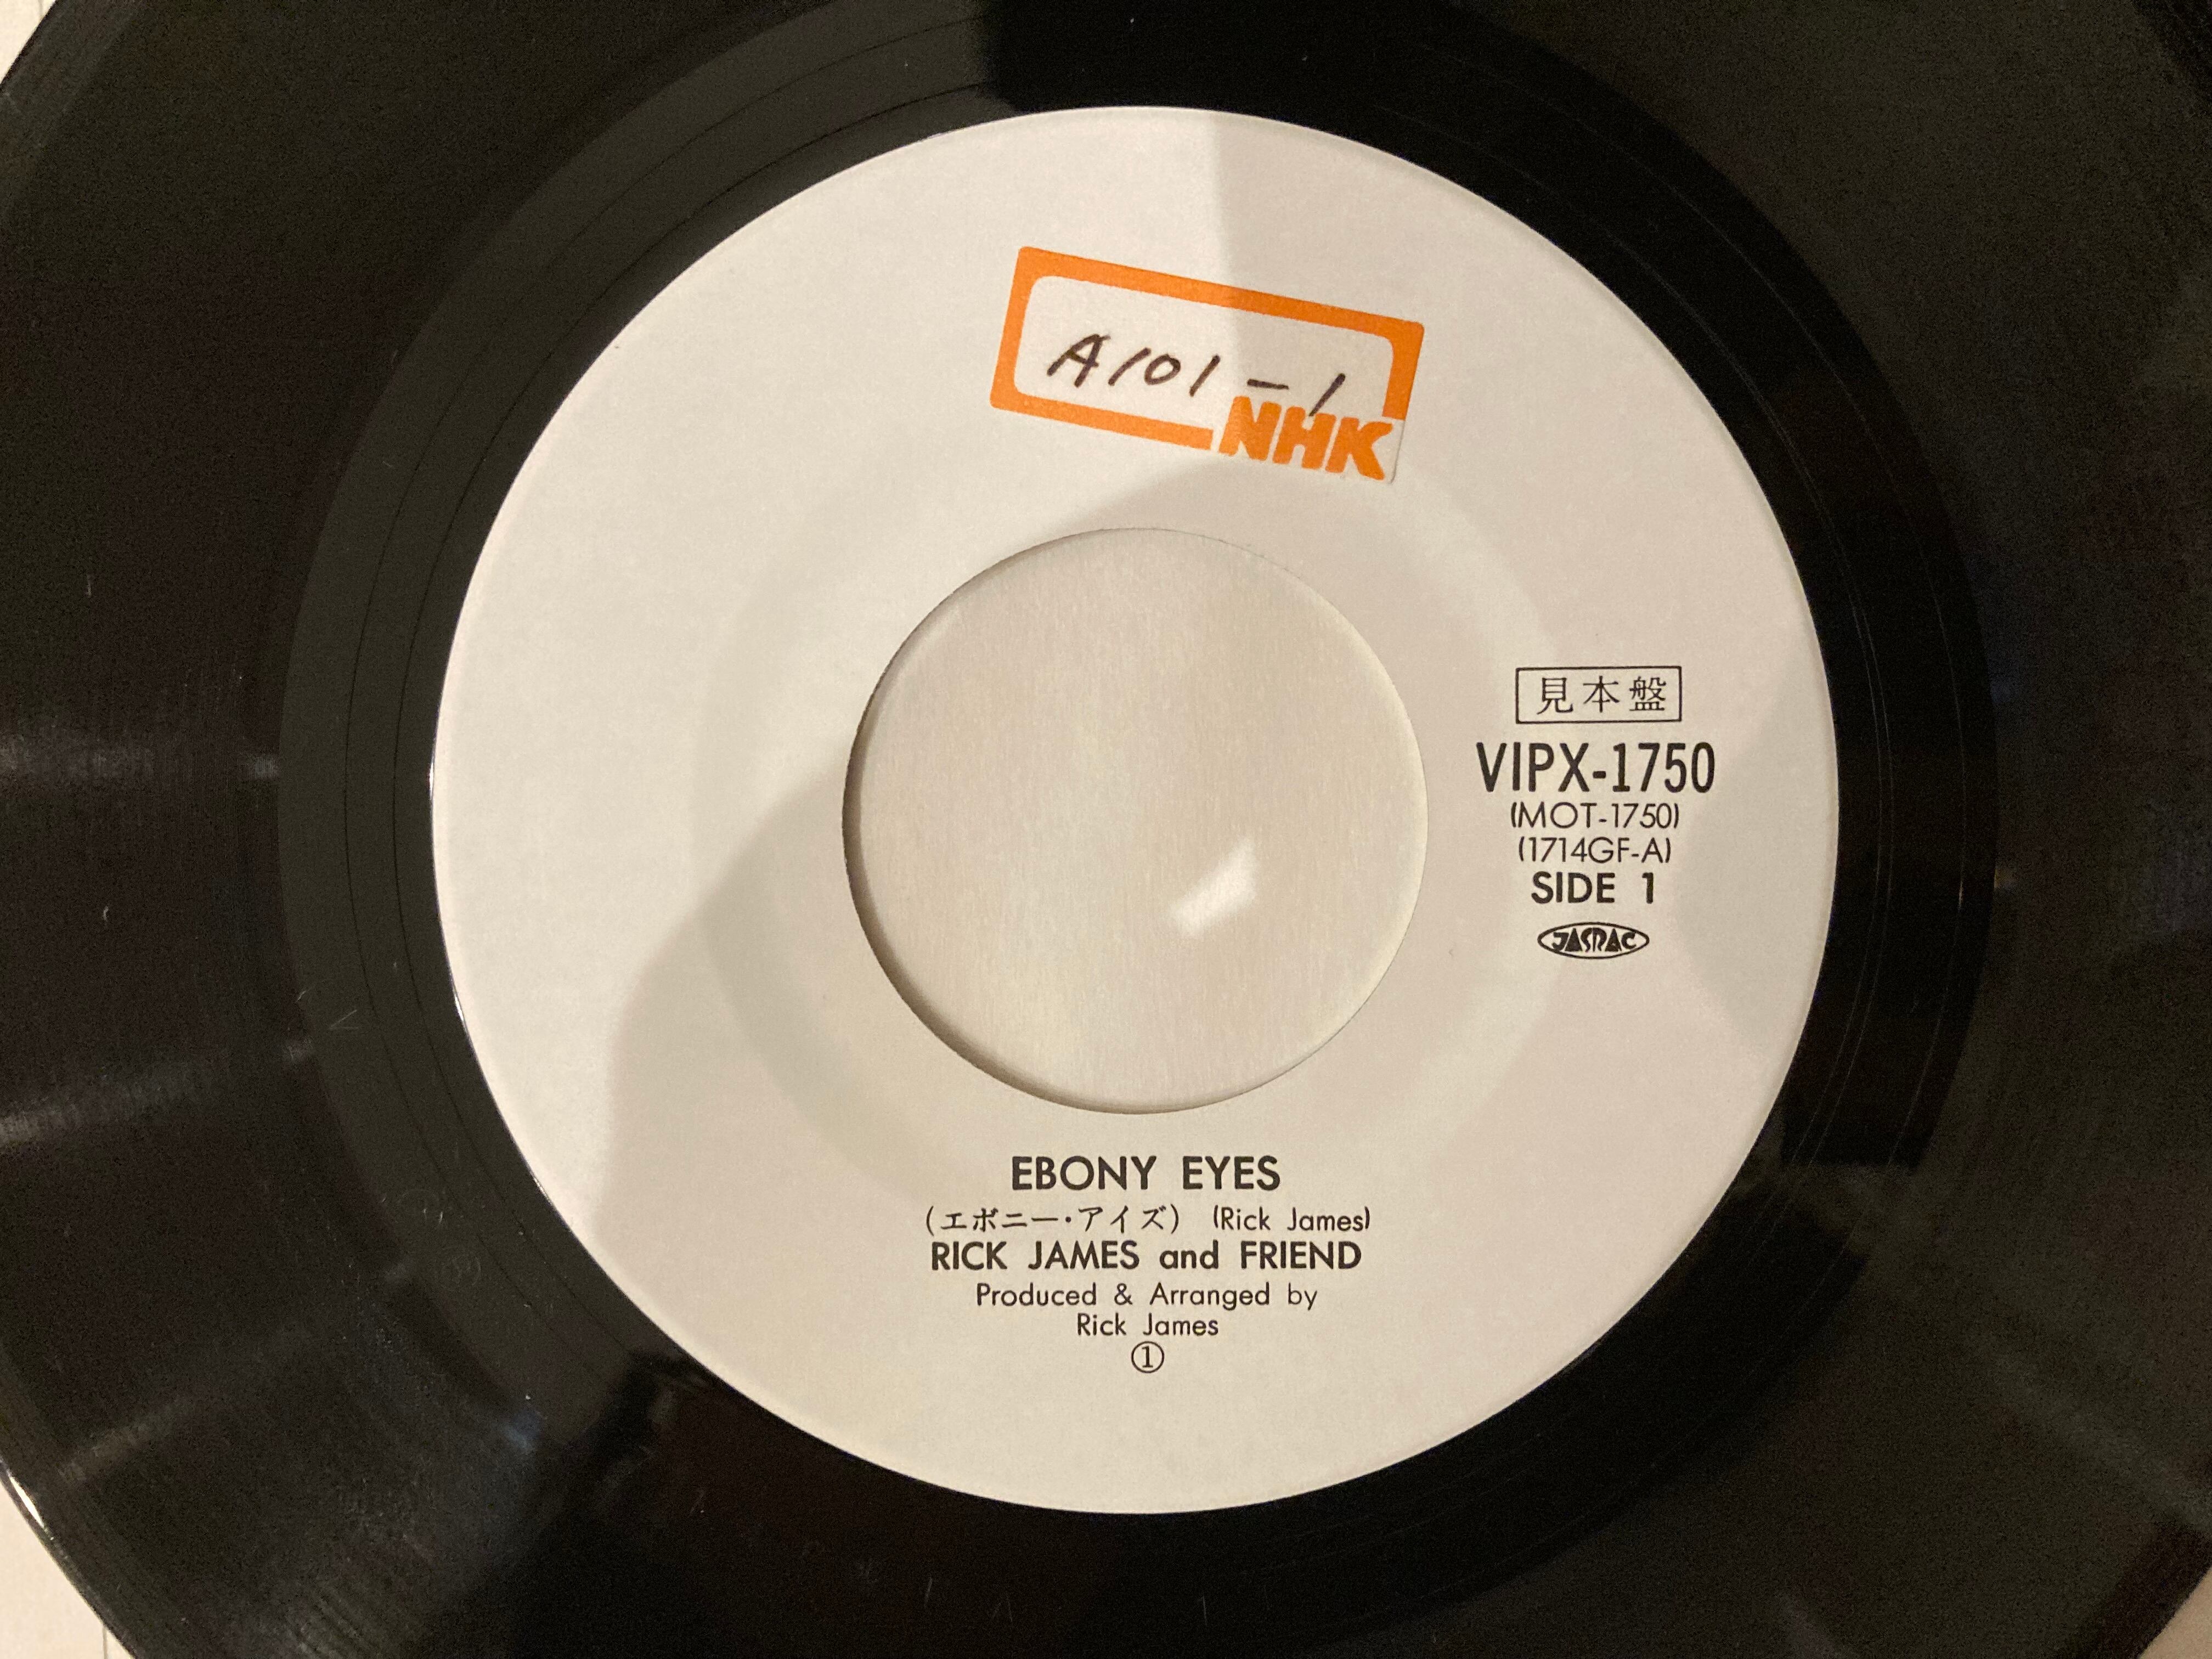 A101-1
NHK
見本盤
VIPX-1750
(MOT-1750)
(1714GF-A)
SIDE 1
JASRAC
EBONY EYES
(エボニー・アイズ) (Rick James)
RICK JAMES and FRIEND
Produced & Arranged by
Rick James
①